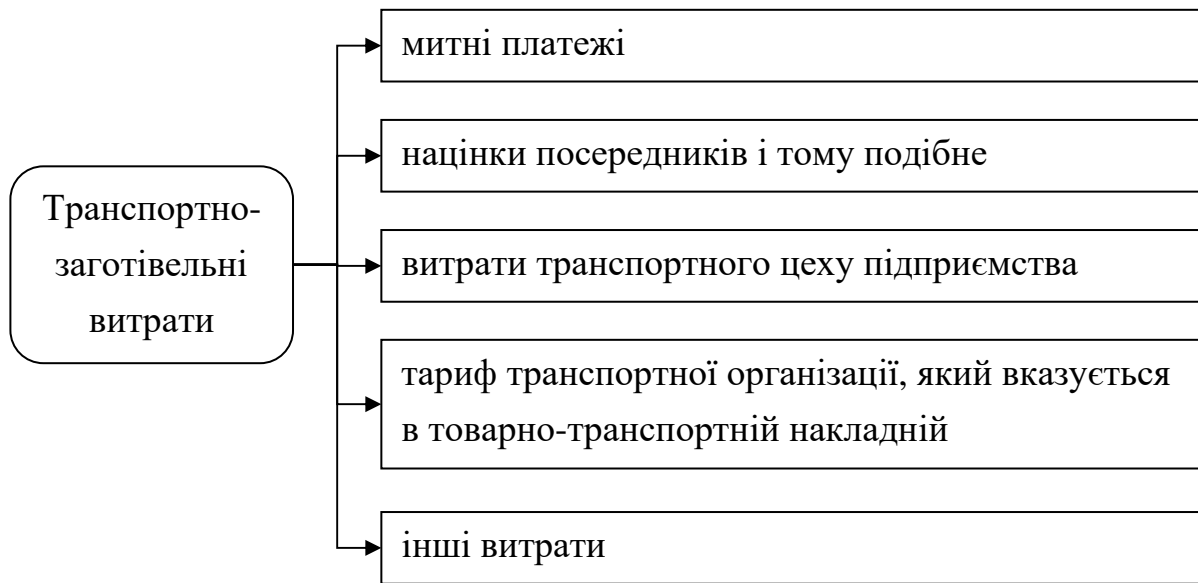 Транспортно-
заготівельні
витрати
митні платежі
націнки посередників і тому подібне
витрати транспортного цеху підприємства
тариф транспортної організації, який вказується
в товарно-транспортній накладній
інші витрати